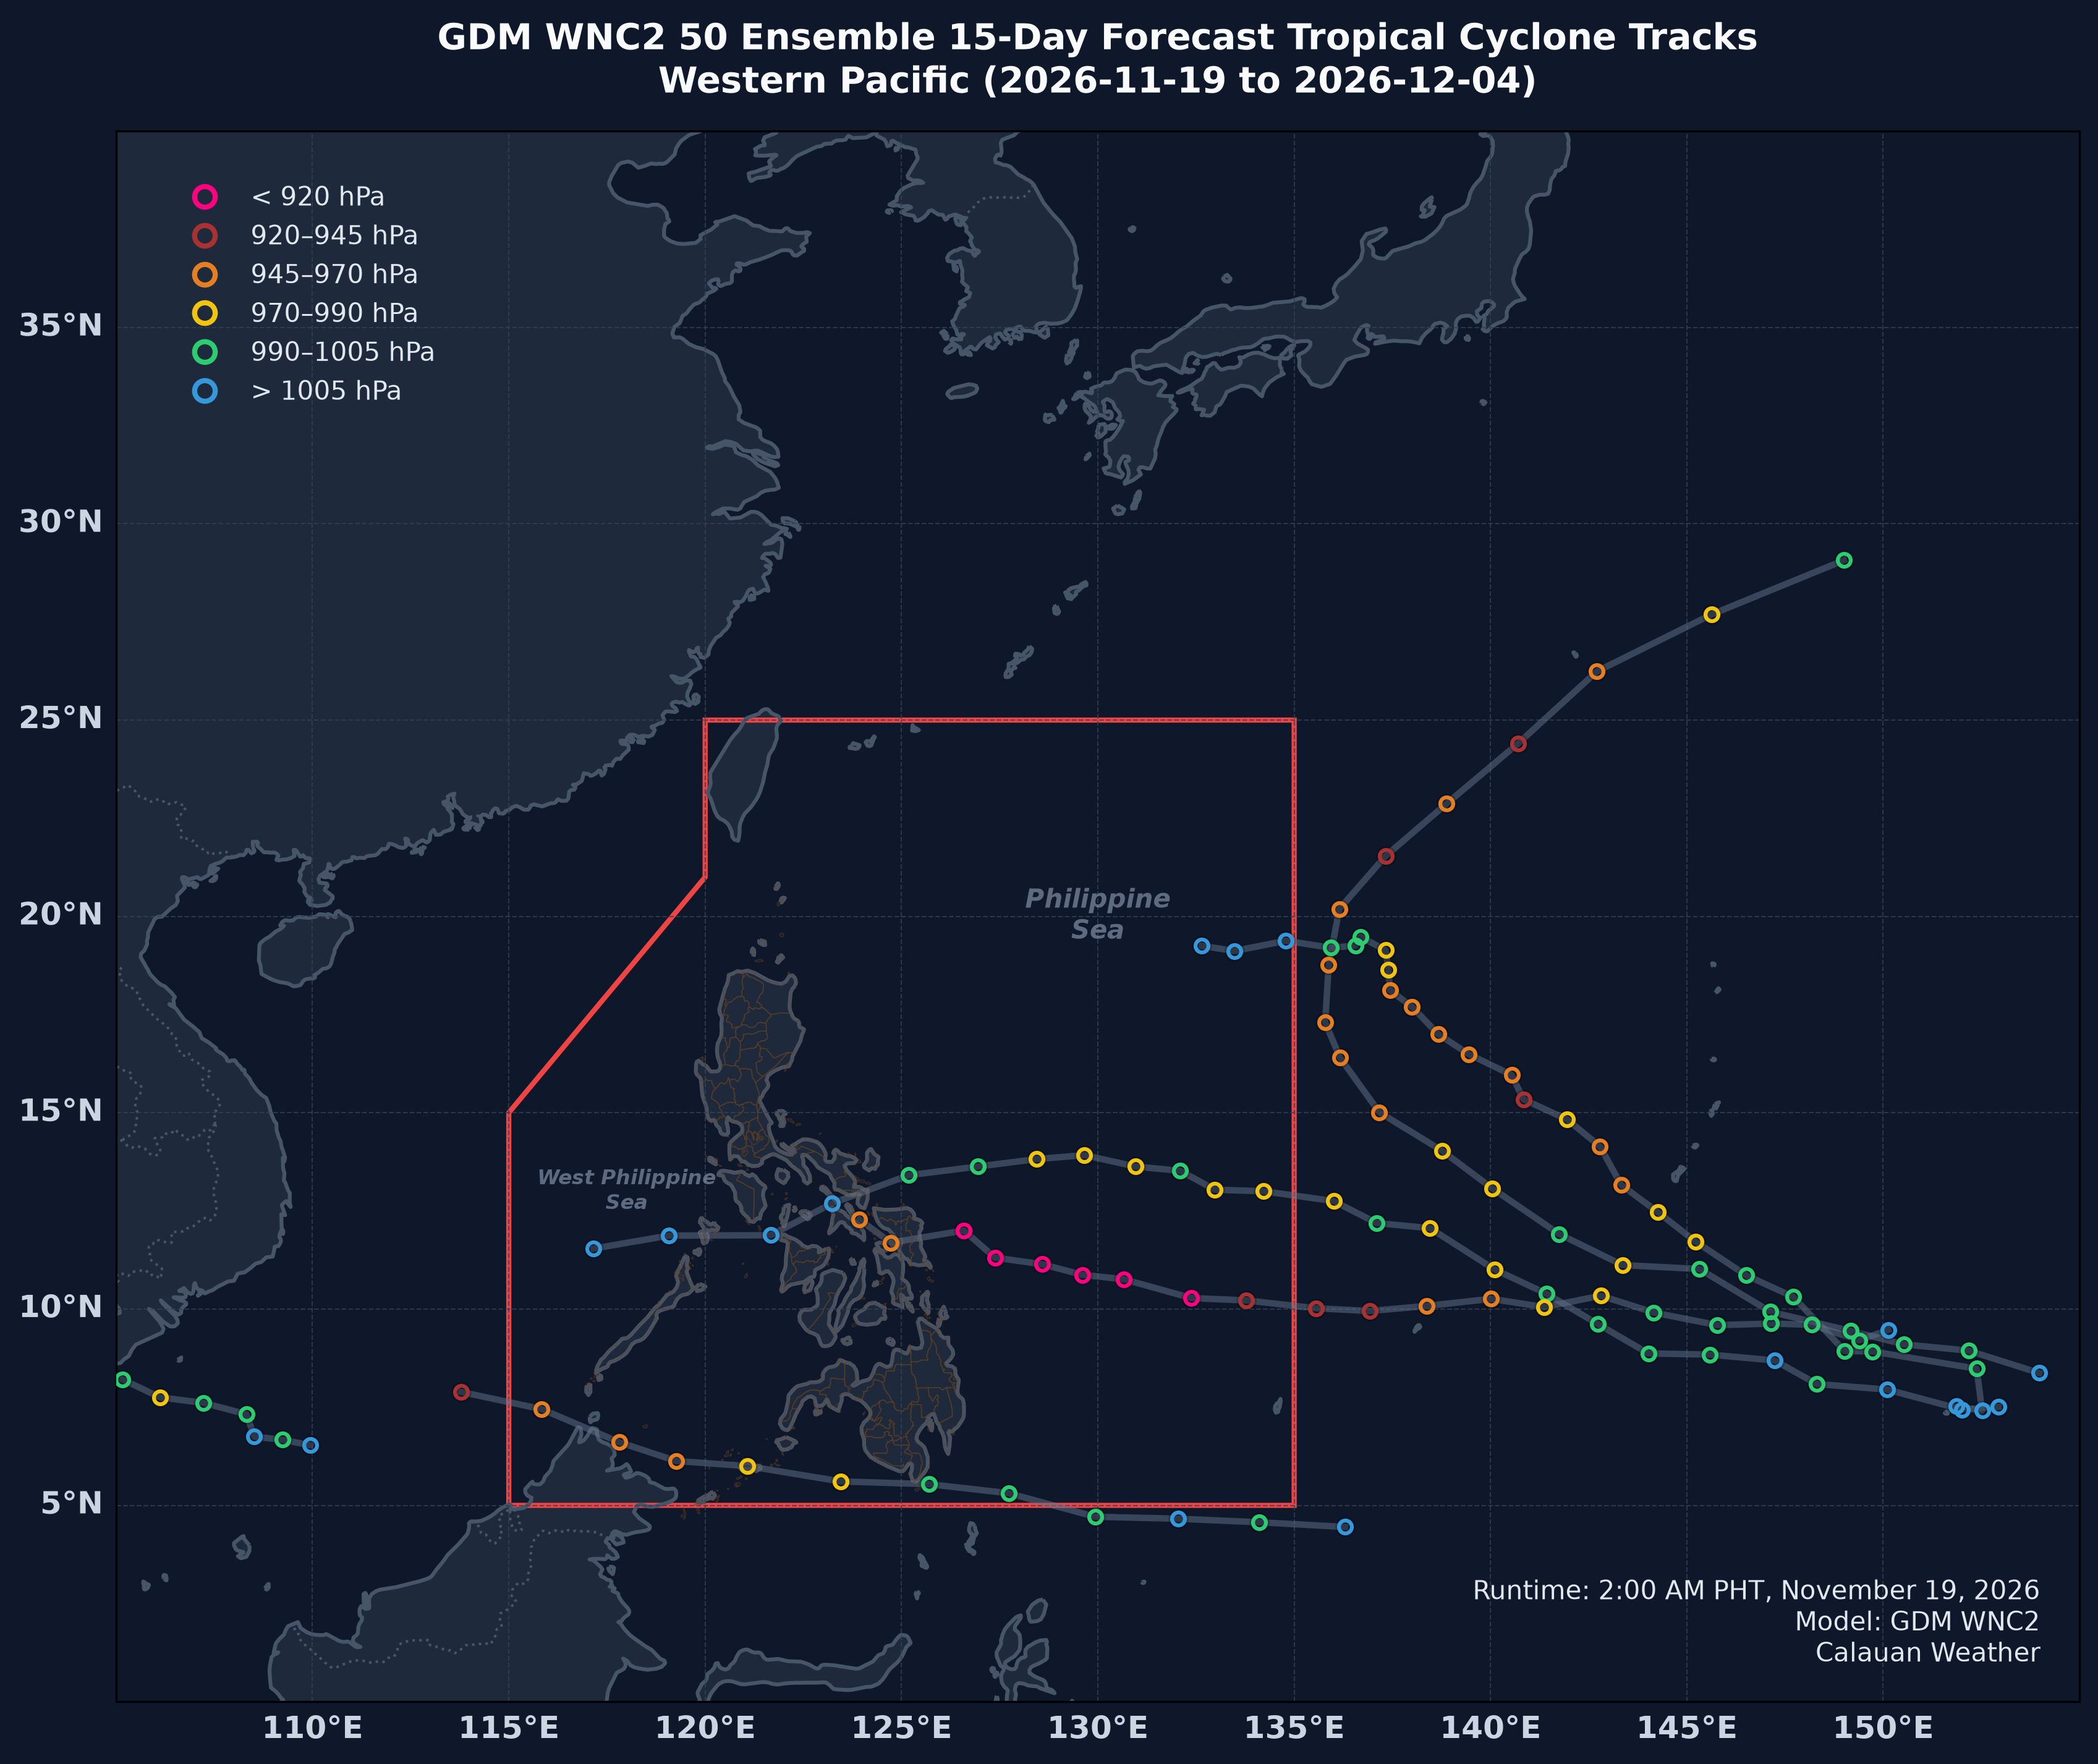 GDM WNC2 50 Ensemble 15-Day Forecast Tropical Cyclone Tracks
Western Pacific (2026-11-19 to 2026-12-04)
< 920 hPa
920–945 hPa
945–970 hPa
970–990 hPa
990–1005 hPa
> 1005 hPa
35°N
30°N
25°N
20°N
15°N
10°N
5°N
Philippine
Sea
West Philippine
Sea
Runtime: 2:00 AM PHT, November 19, 2026
Model: GDM WNC2
Calauan Weather
110°E
115°E
120°E
125°E
130°E
135°E
140°E
145°E
150°E